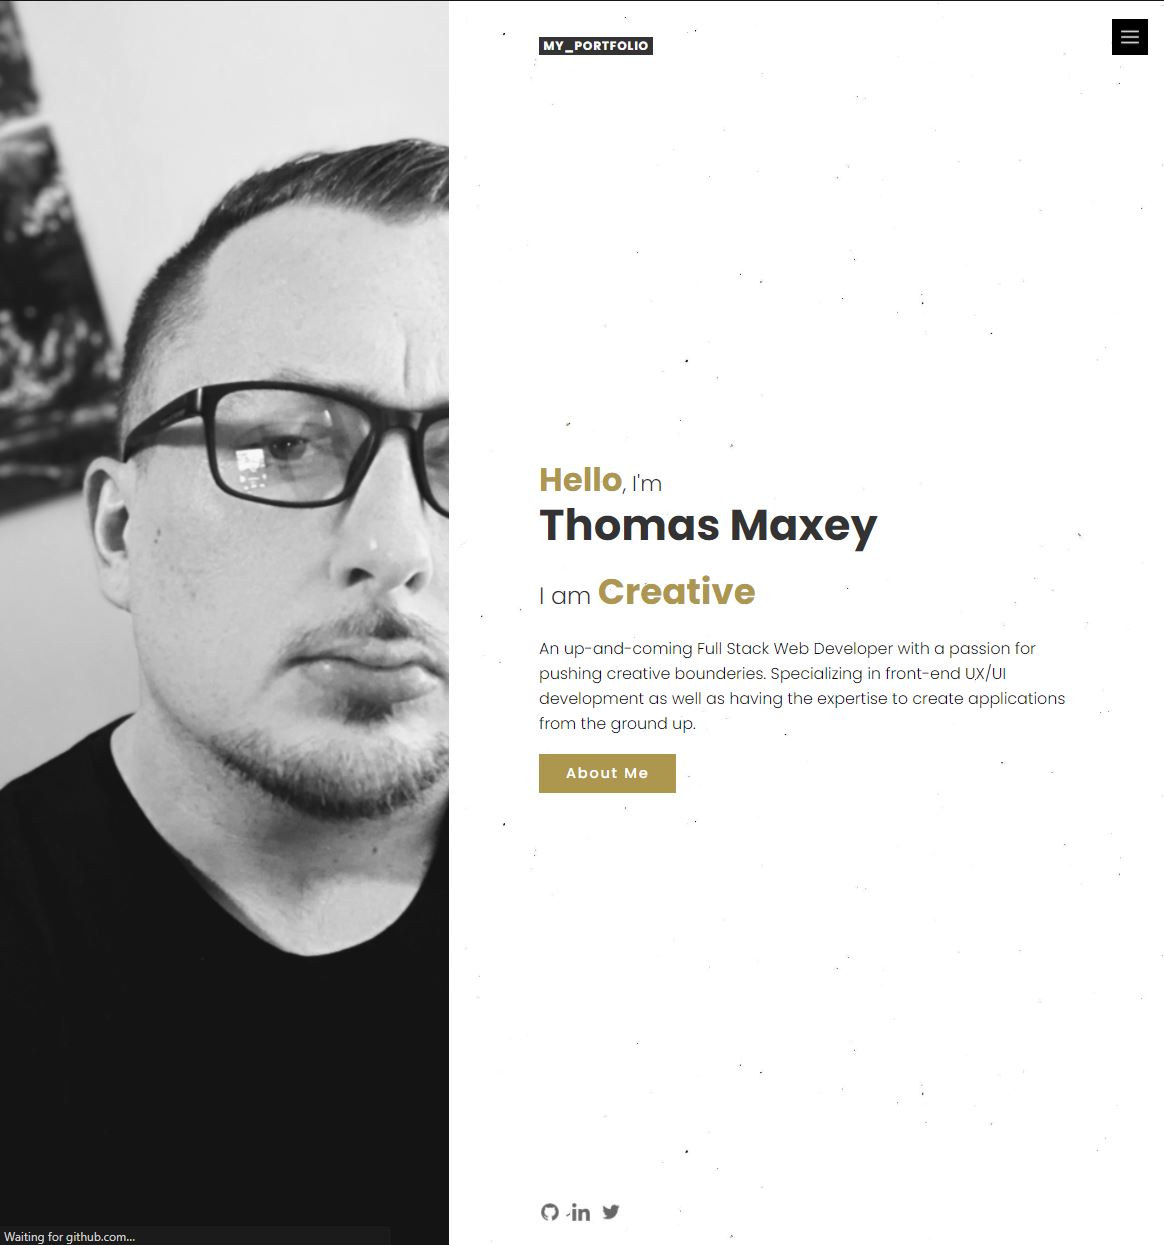 MY_PORTFOLIO
Hello, I'm
Thomas Maxey
I am Creative
An up-and-coming Full Stack Web Developer with a passion for
pushing creative bounderies. Specializing in front-end UX/UI
development as well as having the expertise to create applications
from the ground up.
About Me
in
Waiting for github.com...